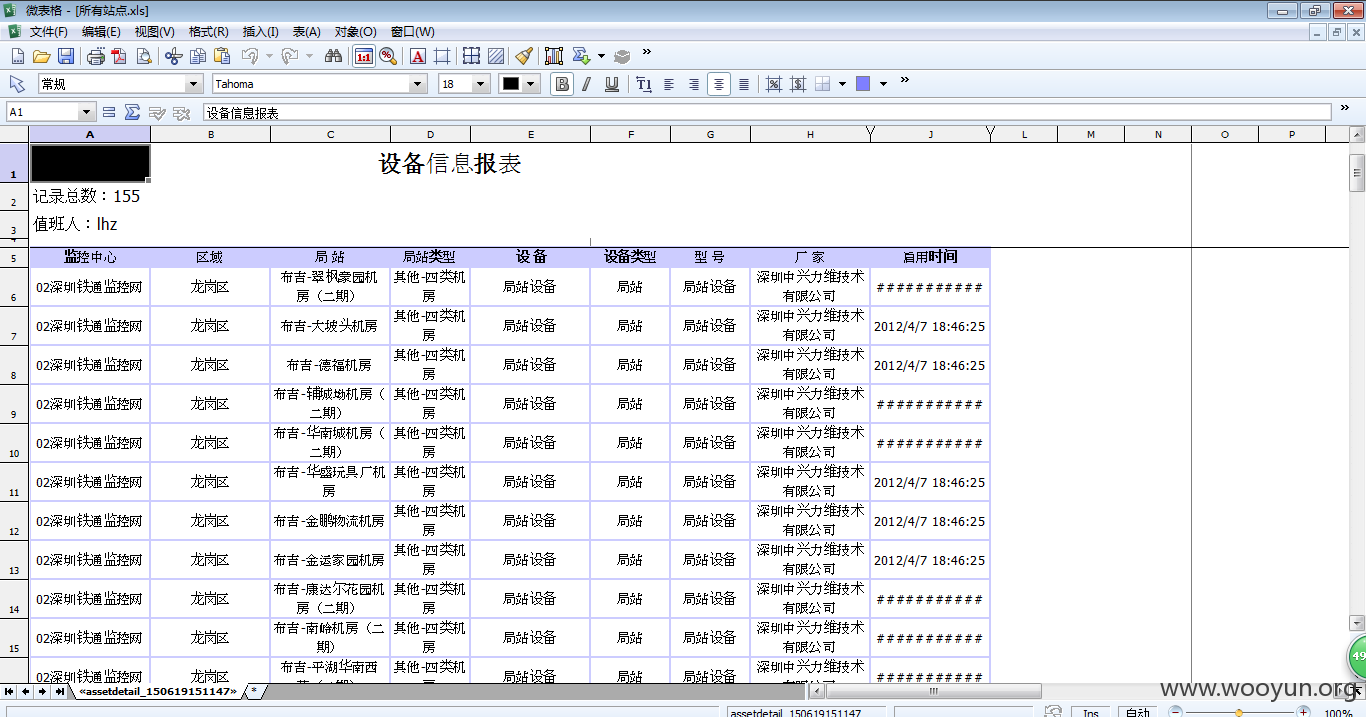 微表格 - [所有站点.xls]
文件(F) 编辑(E) 视图(V) 格式(R) 插入(I) 表(A) 对象(O) 窗口(W)
常规 Tahoma 18
A1 设备信息报表
A B C D E F G H I J L M N O P
1 设备信息报表
2 记录总数：155
3 值班人：lhz
5 监控中心 区域 局 站 局站类型 设 备 设备类型 型 号 厂 家 启用时间
6 02深圳铁通监控网 龙岗区 布吉-翠枫豪园机房（二期） 其他-四类机房 局站设备 局站 局站设备 深圳中兴力维技术有限公司 ###########
7 02深圳铁通监控网 龙岗区 布吉-大坡头机房 其他-四类机房 局站设备 局站 局站设备 深圳中兴力维技术有限公司 2012/4/7 18:46:25
8 02深圳铁通监控网 龙岗区 布吉-德福机房 其他-四类机房 局站设备 局站 局站设备 深圳中兴力维技术有限公司 2012/4/7 18:46:25
9 02深圳铁通监控网 龙岗区 布吉-辅城坳机房（二期） 其他-四类机房 局站设备 局站 局站设备 深圳中兴力维技术有限公司 ###########
10 02深圳铁通监控网 龙岗区 布吉-华南城机房（二期） 其他-四类机房 局站设备 局站 局站设备 深圳中兴力维技术有限公司 ###########
11 02深圳铁通监控网 龙岗区 布吉-华盛玩具厂机房 其他-四类机房 局站设备 局站 局站设备 深圳中兴力维技术有限公司 2012/4/7 18:46:25
12 02深圳铁通监控网 龙岗区 布吉-金鹏物流机房 其他-四类机房 局站设备 局站 局站设备 深圳中兴力维技术有限公司 2012/4/7 18:46:25
13 02深圳铁通监控网 龙岗区 布吉-金运家园机房 其他-四类机房 局站设备 局站 局站设备 深圳中兴力维技术有限公司 2012/4/7 18:46:25
14 02深圳铁通监控网 龙岗区 布吉-康达尔花园机房（二期） 其他-四类机房 局站设备 局站 局站设备 深圳中兴力维技术有限公司 ###########
15 02深圳铁通监控网 龙岗区 布吉-南岭机房（二期） 其他-四类机房 局站设备 局站 局站设备 深圳中兴力维技术有限公司 ###########
02深圳铁通监控网 龙岗区 布吉-平湖华南西 其他-四类机房 局站设备 局站 局站设备 深圳中兴力维技术有限公司 ###########
49
«assetdetail_150619151147» *
www.wooyun.org
assetdetail_150619151147 Ins 自动 100%